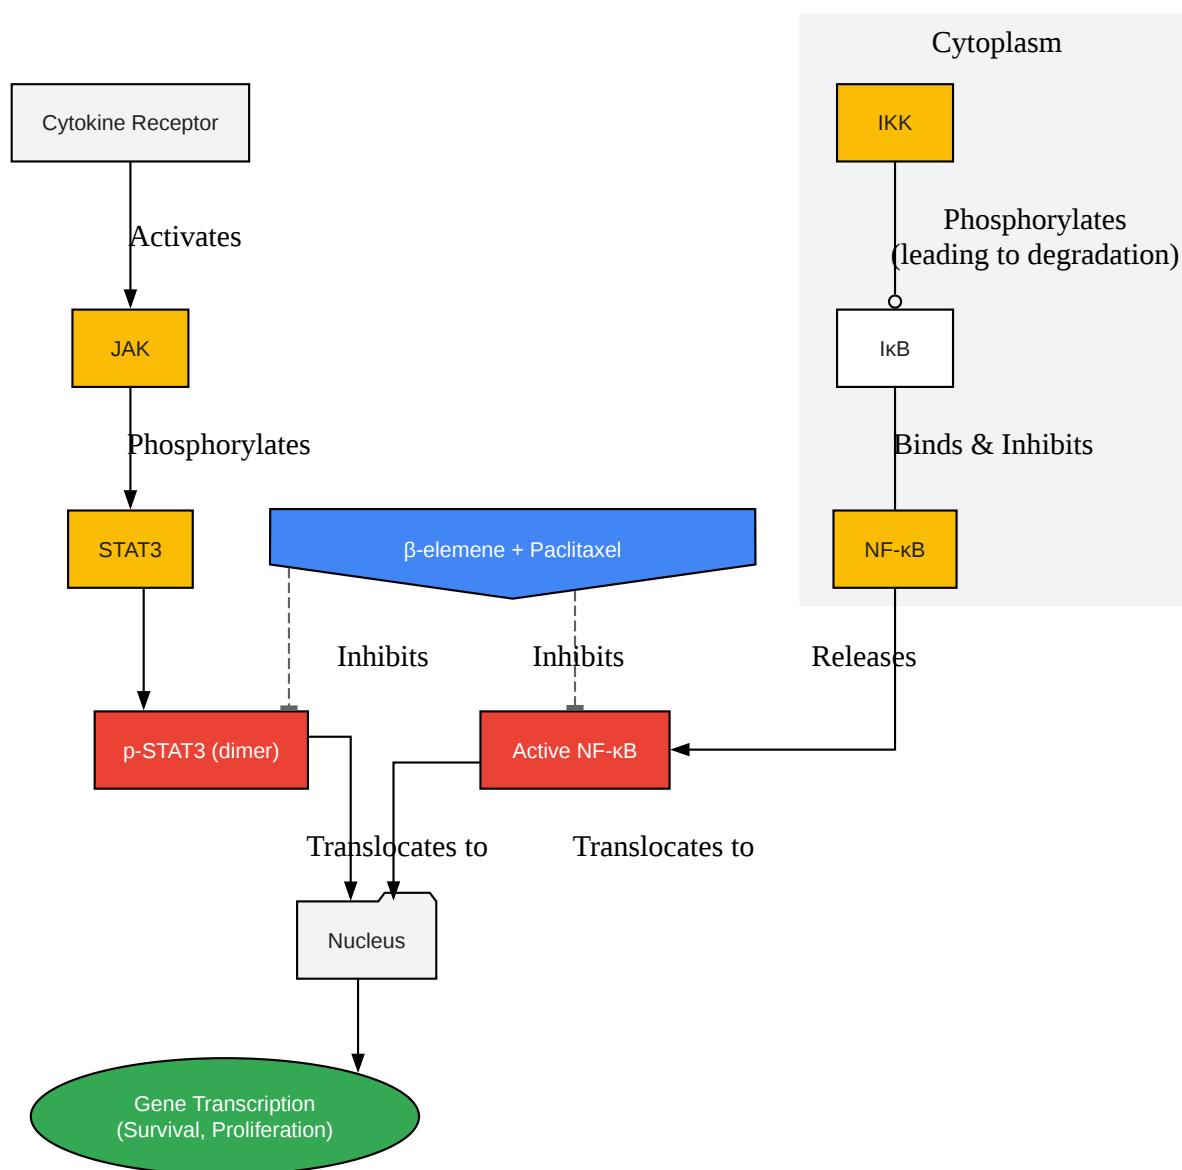 Cytoplasm
Cytokine Receptor
IKK
Activates
Phosphorylates
(leading to degradation)
JAK
IκB
Phosphorylates
Binds & Inhibits
STAT3
β-elemene + Paclitaxel
NF-κB
Inhibits
Inhibits
Releases
p-STAT3 (dimer)
Active NF-κB
Translocates to
Translocates to
Nucleus
Gene Transcription
(Survival, Proliferation)